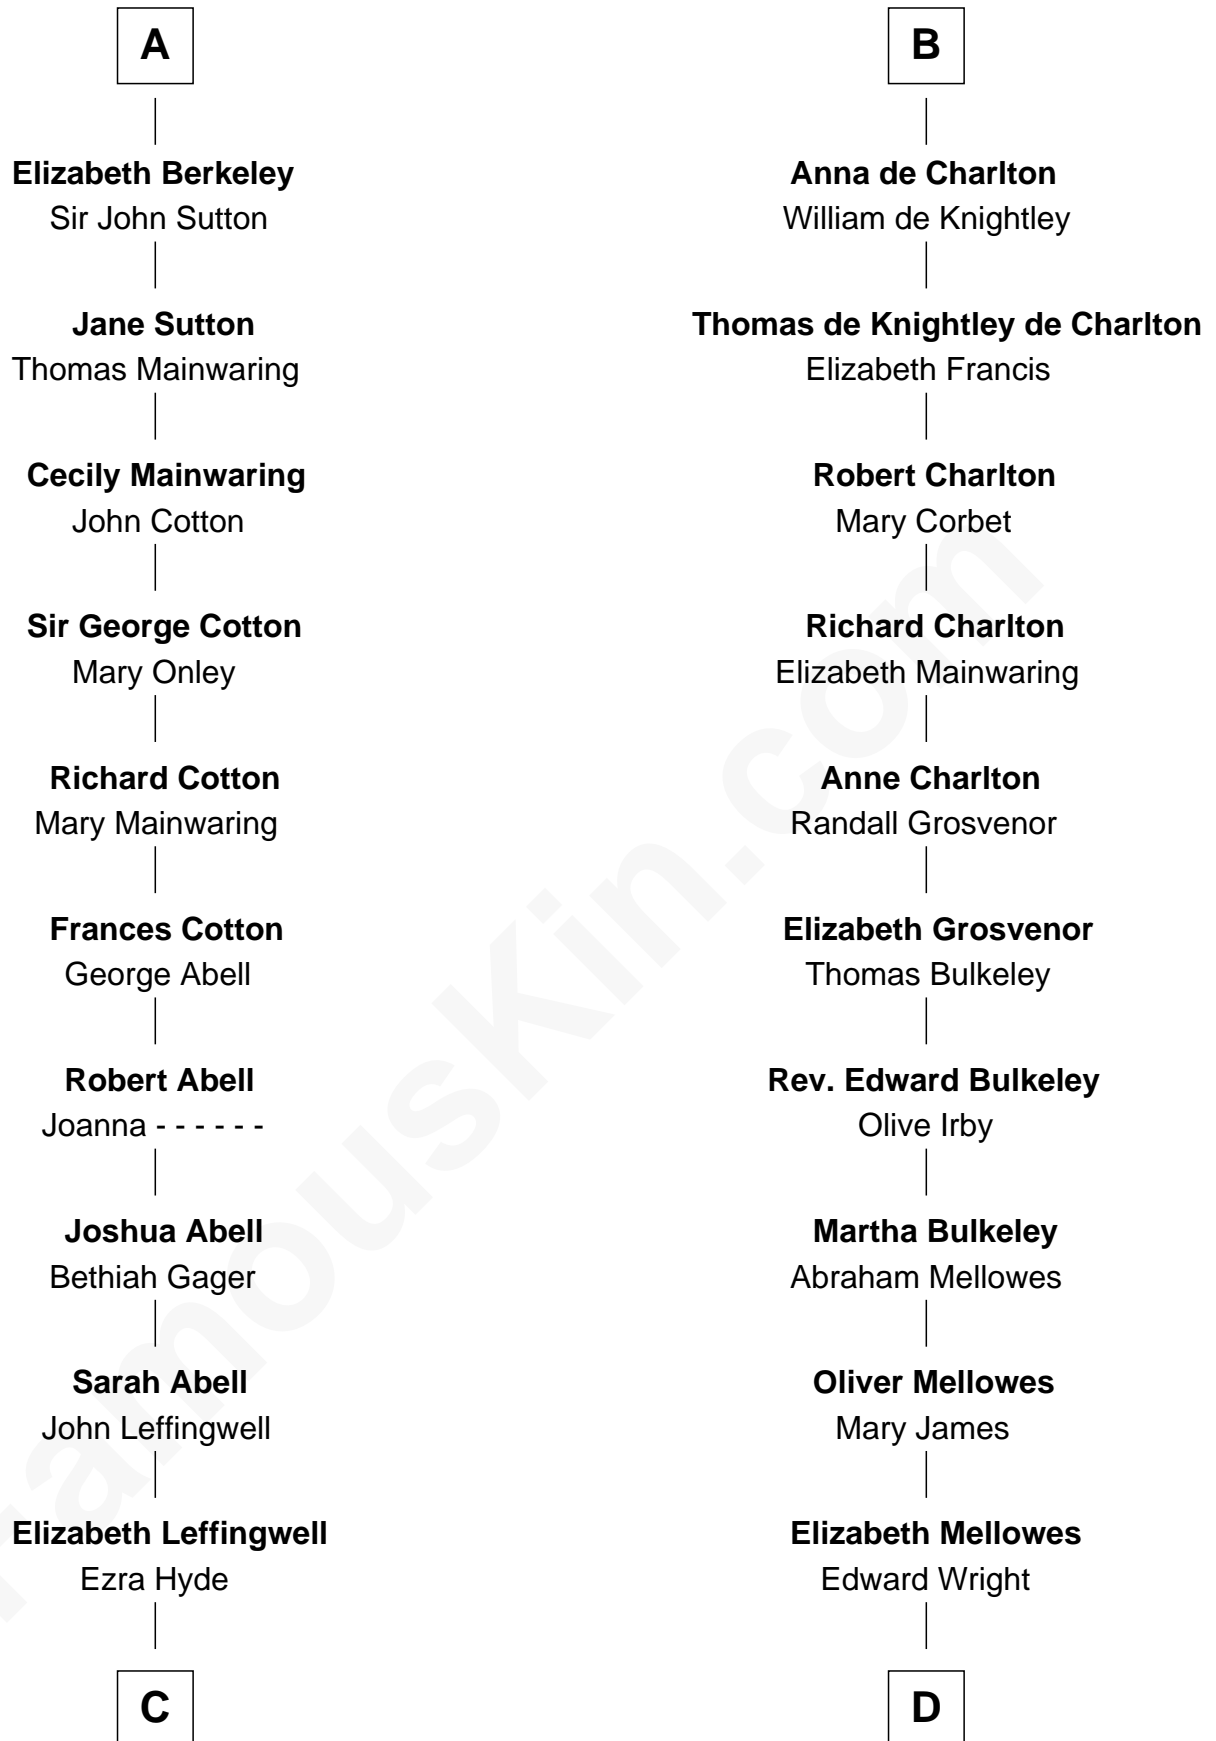 A
Elizabeth Berkeley
Sir John Sutton
Jane Sutton
Thomas Mainwaring
Cecily Mainwaring
John Cotton
Sir George Cotton
Mary Onley
Richard Cotton
Mary Mainwaring
Frances Cotton
George Abell
Robert Abell
Joanna - - - - - -
Joshua Abell
Bethiah Gager
Sarah Abell
John Leffingwell
Elizabeth Leffingwell
Ezra Hyde
C
B
Anna de Charlton
William de Knightley
Thomas de Knightley de Charlton
Elizabeth Francis
Robert Charlton
Mary Corbet
Richard Charlton
Elizabeth Mainwaring
Anne Charlton
Randall Grosvenor
Elizabeth Grosvenor
Thomas Bulkeley
Rev. Edward Bulkeley
Olive Irby
Martha Bulkeley
Abraham Mellowes
Oliver Mellowes
Mary James
Elizabeth Mellowes
Edward Wright
D
FamousKin.com